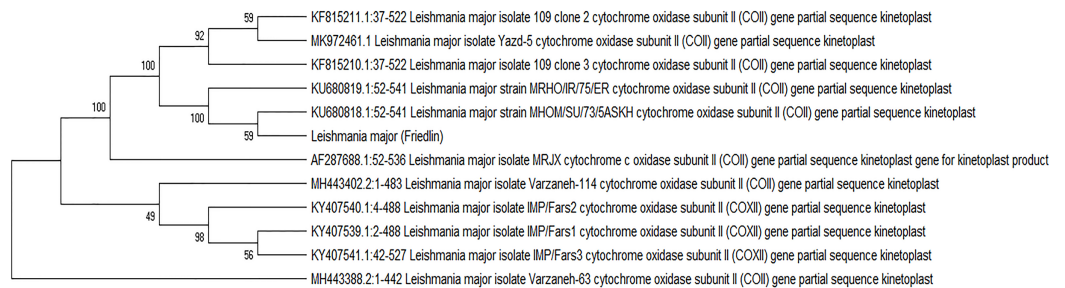 59 KF815211.1:37-522 Leishmania major isolate 109 clone 2 cytochrome oxidase subunit II (COII) gene partial sequence kinetoplast
92 MK972461.1 Leishmania major isolate Yazd-5 cytochrome oxidase subunit II (COII) gene partial sequence kinetoplast
100 KF815210.1:37-522 Leishmania major isolate 109 clone 3 cytochrome oxidase subunit II (COII) gene partial sequence kinetoplast
KU680819.1:52-541 Leishmania major strain MRHO/IR/75/ER cytochrome oxidase subunit II (COII) gene partial sequence kinetoplast
100
100 KU680818.1:52-541 Leishmania major strain MHOM/SU/73/5ASKH cytochrome oxidase subunit II (COII) gene partial sequence kinetoplast
59 Leishmania major (Friedlin)
AF287688.1:52-536 Leishmania major isolate MRJX cytochrome c oxidase subunit II (COII) gene partial sequence kinetoplast gene for kinetoplast product
MH443402.2:1-483 Leishmania major isolate Varzaneh-114 cytochrome oxidase subunit II (COII) gene partial sequence kinetoplast
49 KY407540.1:4-488 Leishmania major isolate IMP/Fars2 cytochrome oxidase subunit II (COXII) gene partial sequence kinetoplast
98 KY407539.1:2-488 Leishmania major isolate IMP/Fars1 cytochrome oxidase subunit II (COXII) gene partial sequence kinetoplast
56 KY407541.1:42-527 Leishmania major isolate IMP/Fars3 cytochrome oxidase subunit II (COXII) gene partial sequence kinetoplast
MH443388.2:1-442 Leishmania major isolate Varzaneh-63 cytochrome oxidase subunit II (COII) gene partial sequence kinetoplast